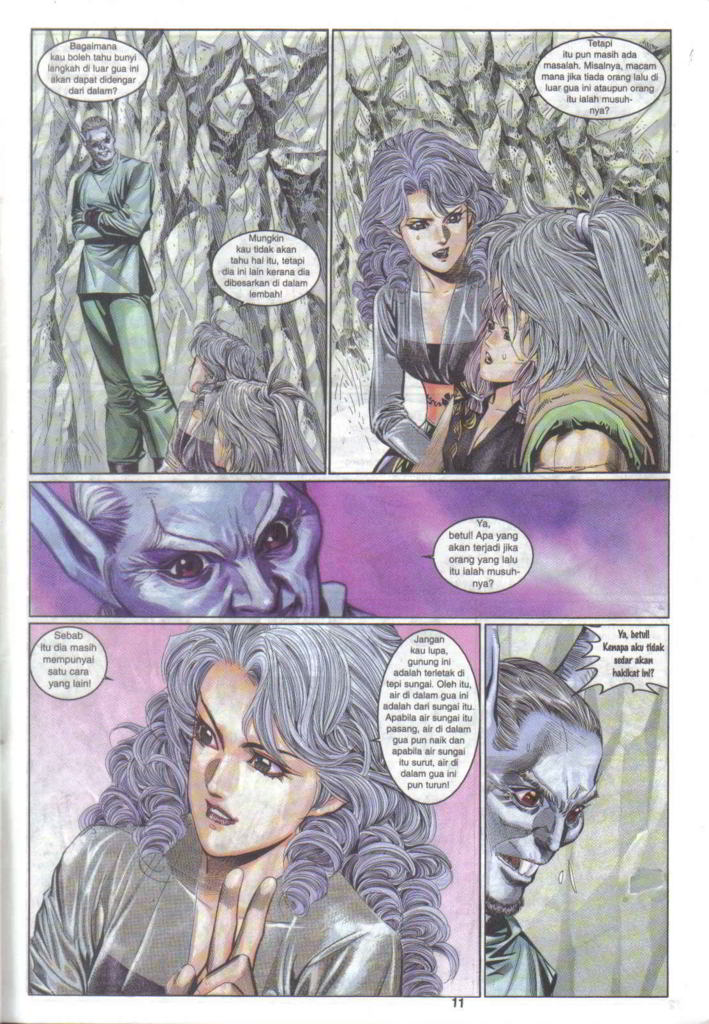 Bagaimana
kau boleh tahu bunyi
langkah di luar gua ini
akan dapat didengar
dari dalam?
Mungkin
kau tidak akan
tahu hal itu, tetapi
dia ini lain kerana dia
dibesarkan di dalam
lembah!
Tetapi
itu pun masih ada
masalah. Misalnya, macam
mana jika tiada orang lalu di
luar gua ini ataupun orang
itu ialah musuh-
nya?
Ya,
betul! Apa yang
akan terjadi jika
orang yang lalu
itu ialah musuh-
nya?
Sebab
itu dia masih
mempunyai
satu cara
yang lain!
Jangan
kau lupa,
gunung ini
adalah terletak di
tepi sungai. Oleh itu,
air di dalam gua ini
adalah air sungai itu.
Apabila air sungai itu
pasang, air di dalam
gua pun naik dan
apabila air sungai
itu surut, air di
dalam gua ini
pun turun!
Ya, betul!
Kenapa aku tidak
sedar akan
hakikat ini!?
11